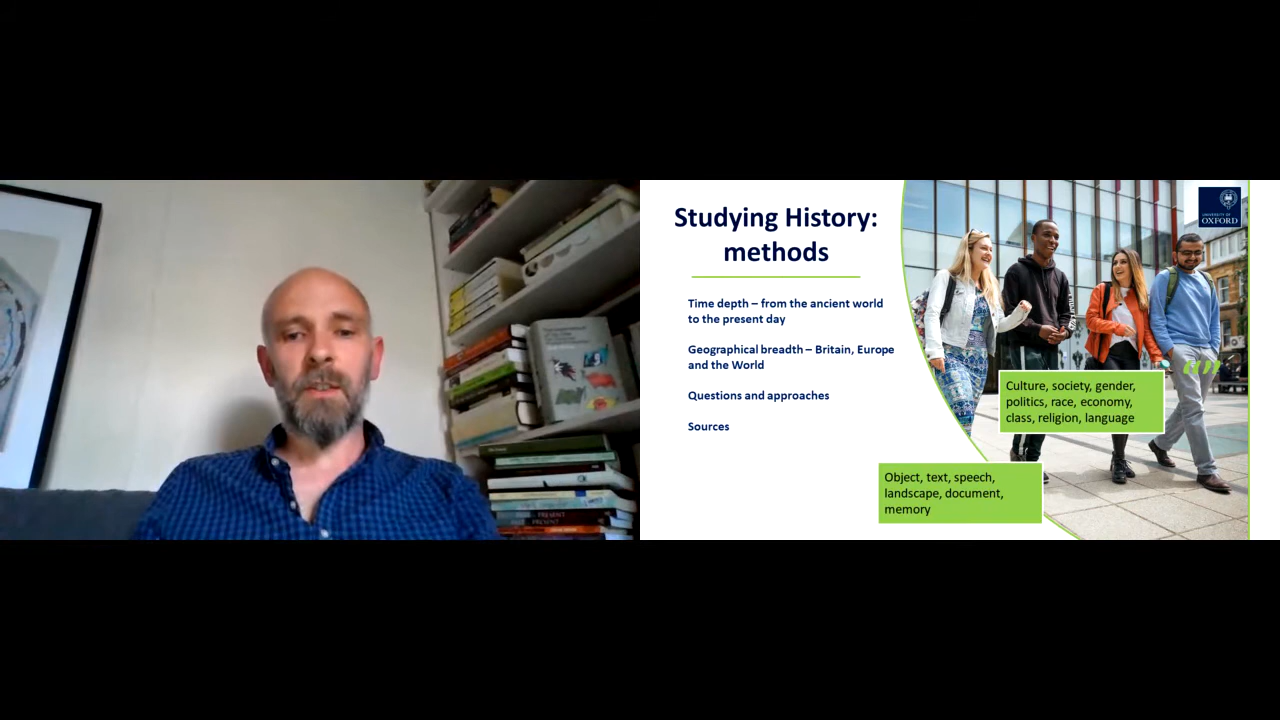 Studying History:
methods
UNIVERSITY OF
OXFORD
Time depth – from the ancient world
to the present day
Geographical breadth – Britain, Europe
and the World
Questions and approaches
Sources
Culture, society, gender,
politics, race, economy,
class, religion, language
Object, text, speech,
landscape, document,
memory
PRESENT
PRESENT